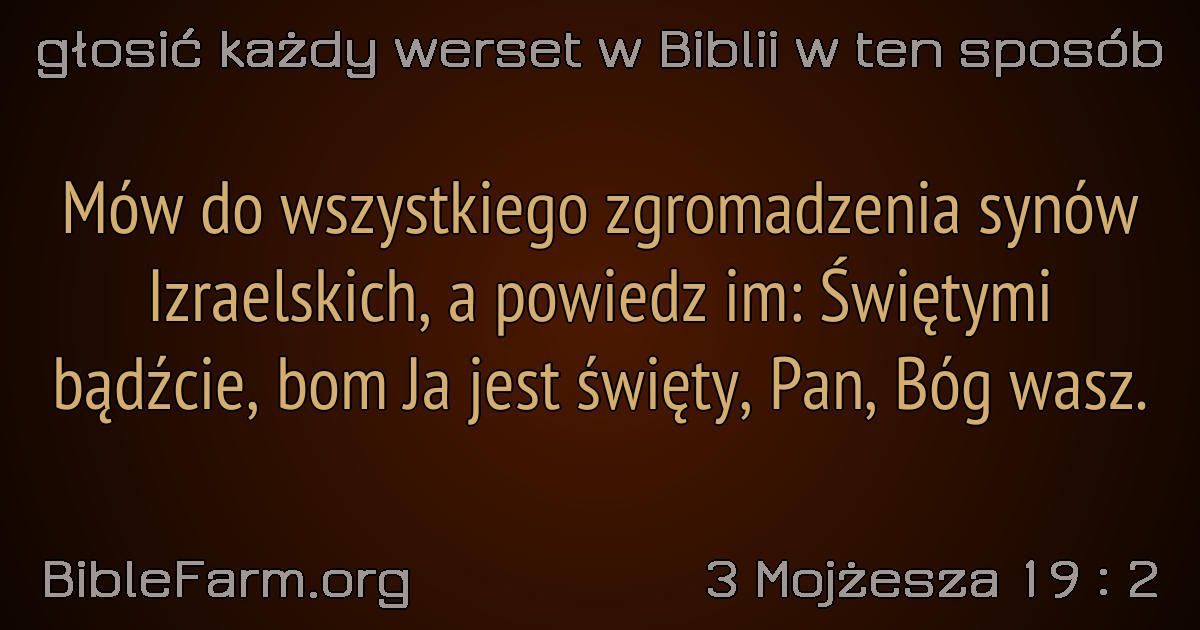 głosić każdy werset w Biblii w ten sposób
Mów do wszystkiego zgromadzenia synów
Izraelskich, a powiedz im: Świętymi
bądźcie, bom Ja jest święty, Pan, Bóg wasz.
BibleFarm.org
3 Mojżesza 19 : 2